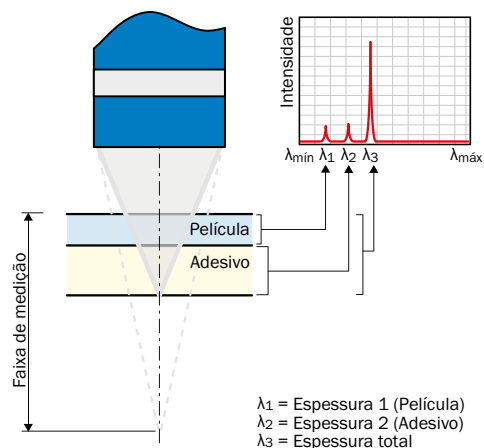 Intensidade
λmín λ1 λ2 λ3 λmáx
Película
Adesivo
Faixa de medição
λ1 = Espessura 1 (Película)
λ2 = Espessura 2 (Adesivo)
λ3 = Espessura total